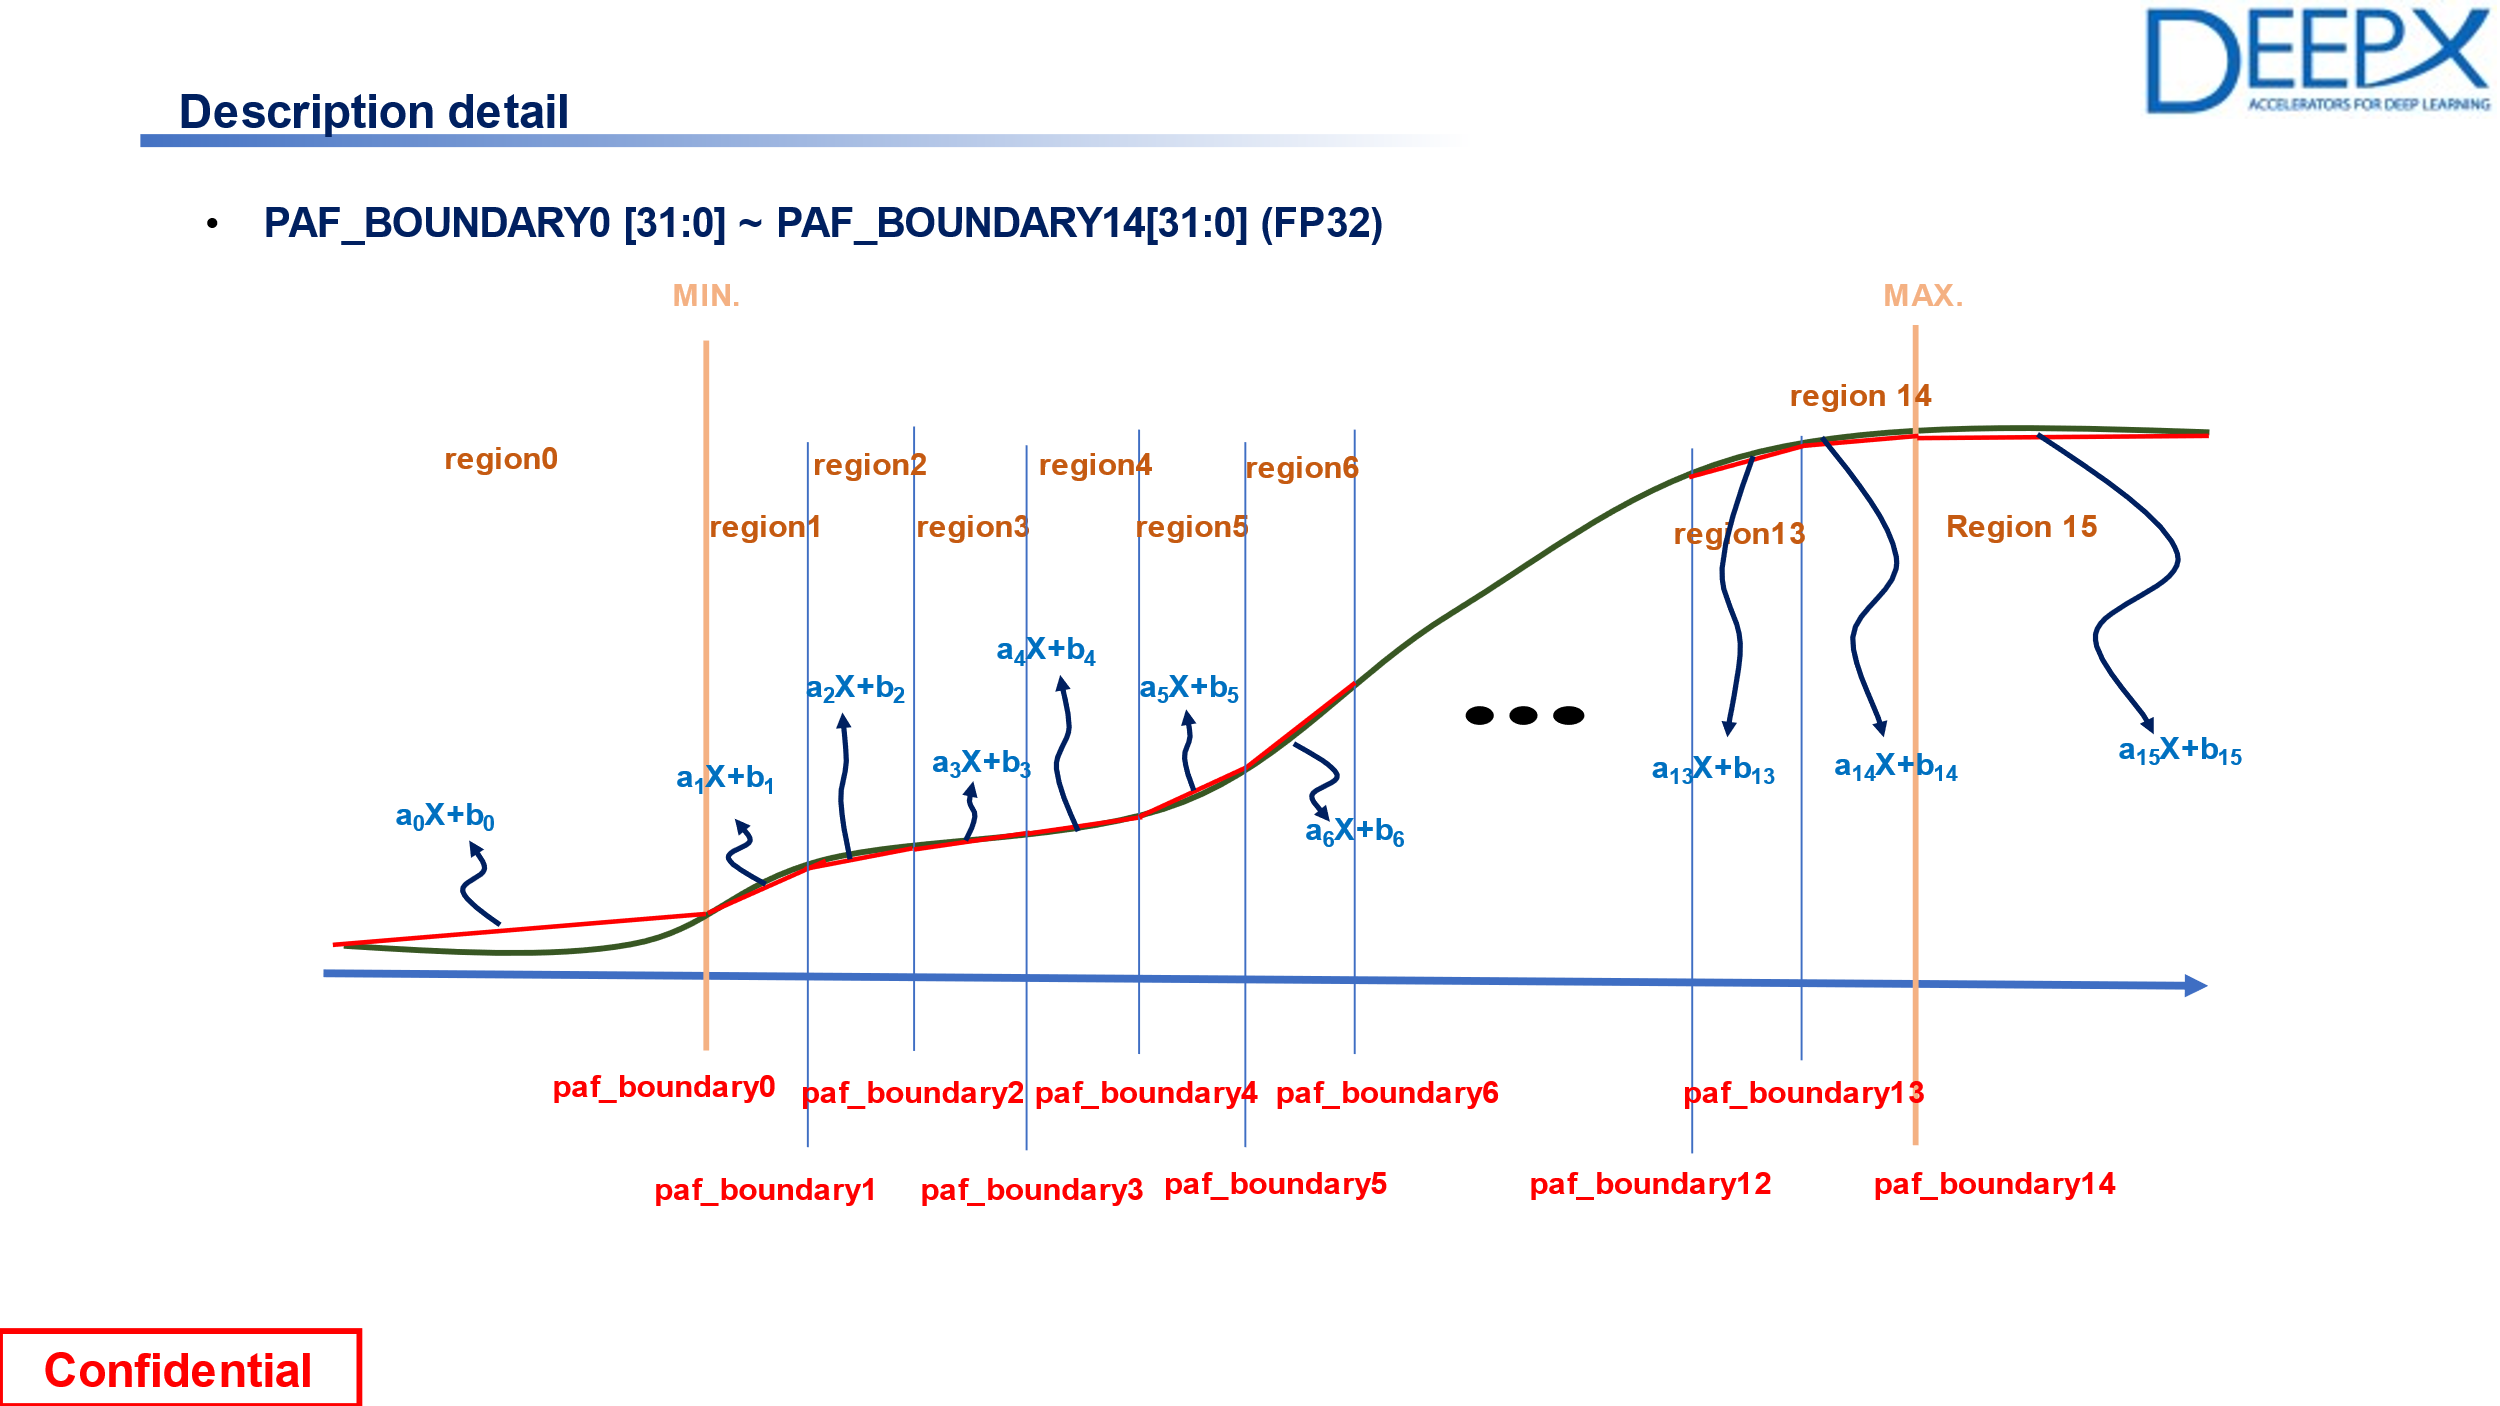 DEEPX
ACCELERATORS FOR DEEP LEARNING
Description detail
• PAF_BOUNDARY0 [31:0] ~ PAF_BOUNDARY14[31:0] (FP32)
MIN.
MAX.
region 14
region0
region2
region4
region6
region1
region3
region5
region13
Region 15
a4X+b4
a2X+b2
a5X+b5
a3X+b3
a1X+b1
a13X+b13
a14X+b14
a15X+b15
a0X+b0
a6X+b6
paf_boundary0
paf_boundary2
paf_boundary4
paf_boundary6
paf_boundary13
paf_boundary1
paf_boundary3
paf_boundary5
paf_boundary12
paf_boundary14
Confidential